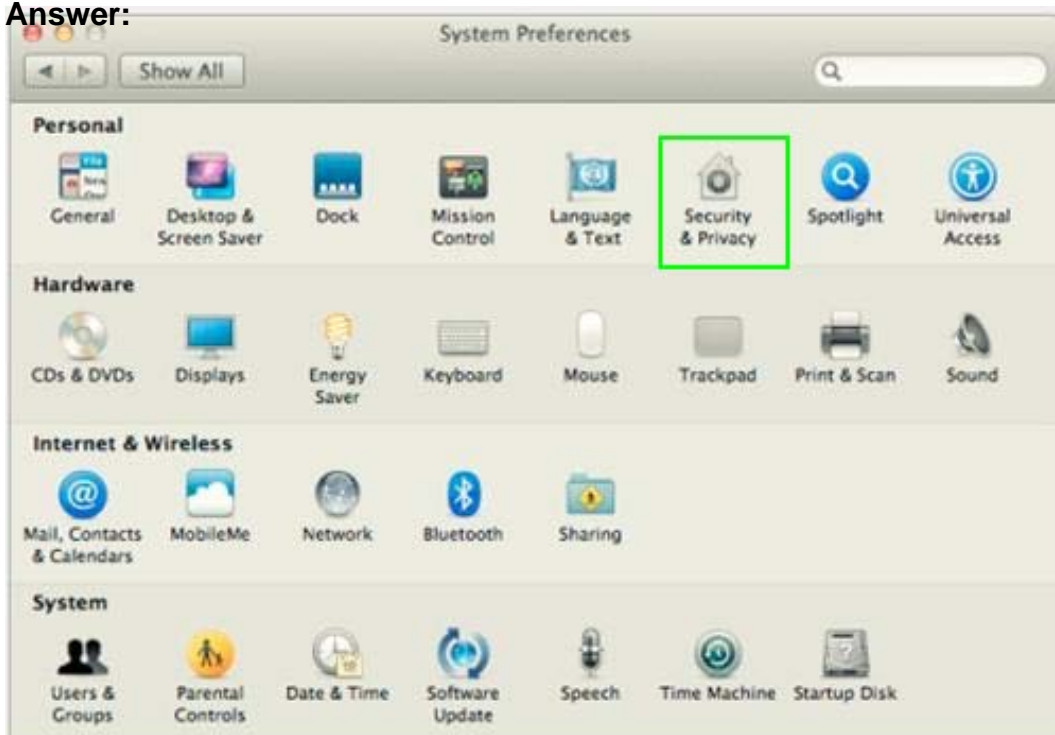 Answer:
System Preferences
Show All
Personal
General
Desktop &
Screen Saver
Dock
Mission
Control
Language
& Text
Security
& Privacy
Spotlight
Universal
Access
Hardware
CDs & DVDs
Displays
Energy
Saver
Keyboard
Mouse
Trackpad
Print & Scan
Sound
Internet & Wireless
Mail, Contacts
& Calendars
MobileMe
Network
Bluetooth
Sharing
System
Users &
Groups
Parental
Controls
Date & Time
Software
Update
Speech
Time Machine
Startup Disk